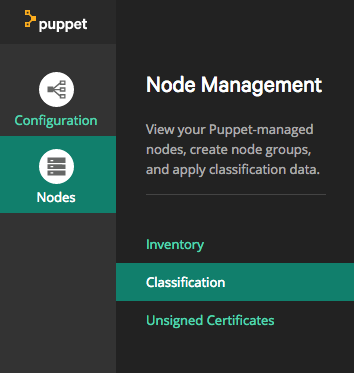 puppet
Configuration
Nodes
Node Management
View your Puppet-managed
nodes, create node groups,
and apply classification data.
Inventory
Classification
Unsigned Certificates